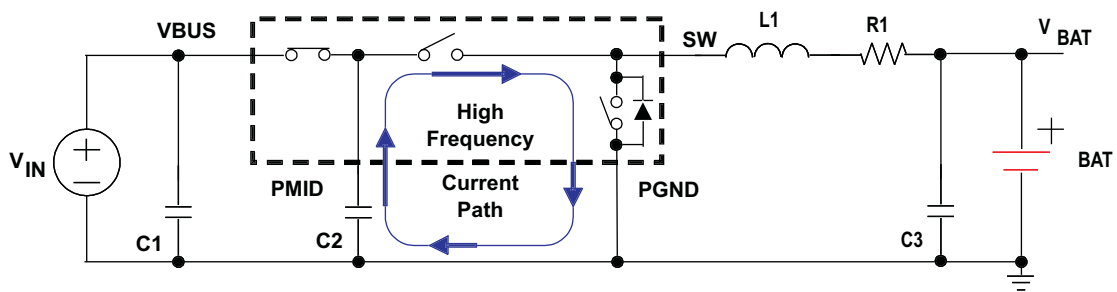 VBUS
SW
L1
R1
V BAT
High
Frequency
Current
Path
V IN
+
−
PMID
PGND
C1
C2
C3
+
BAT